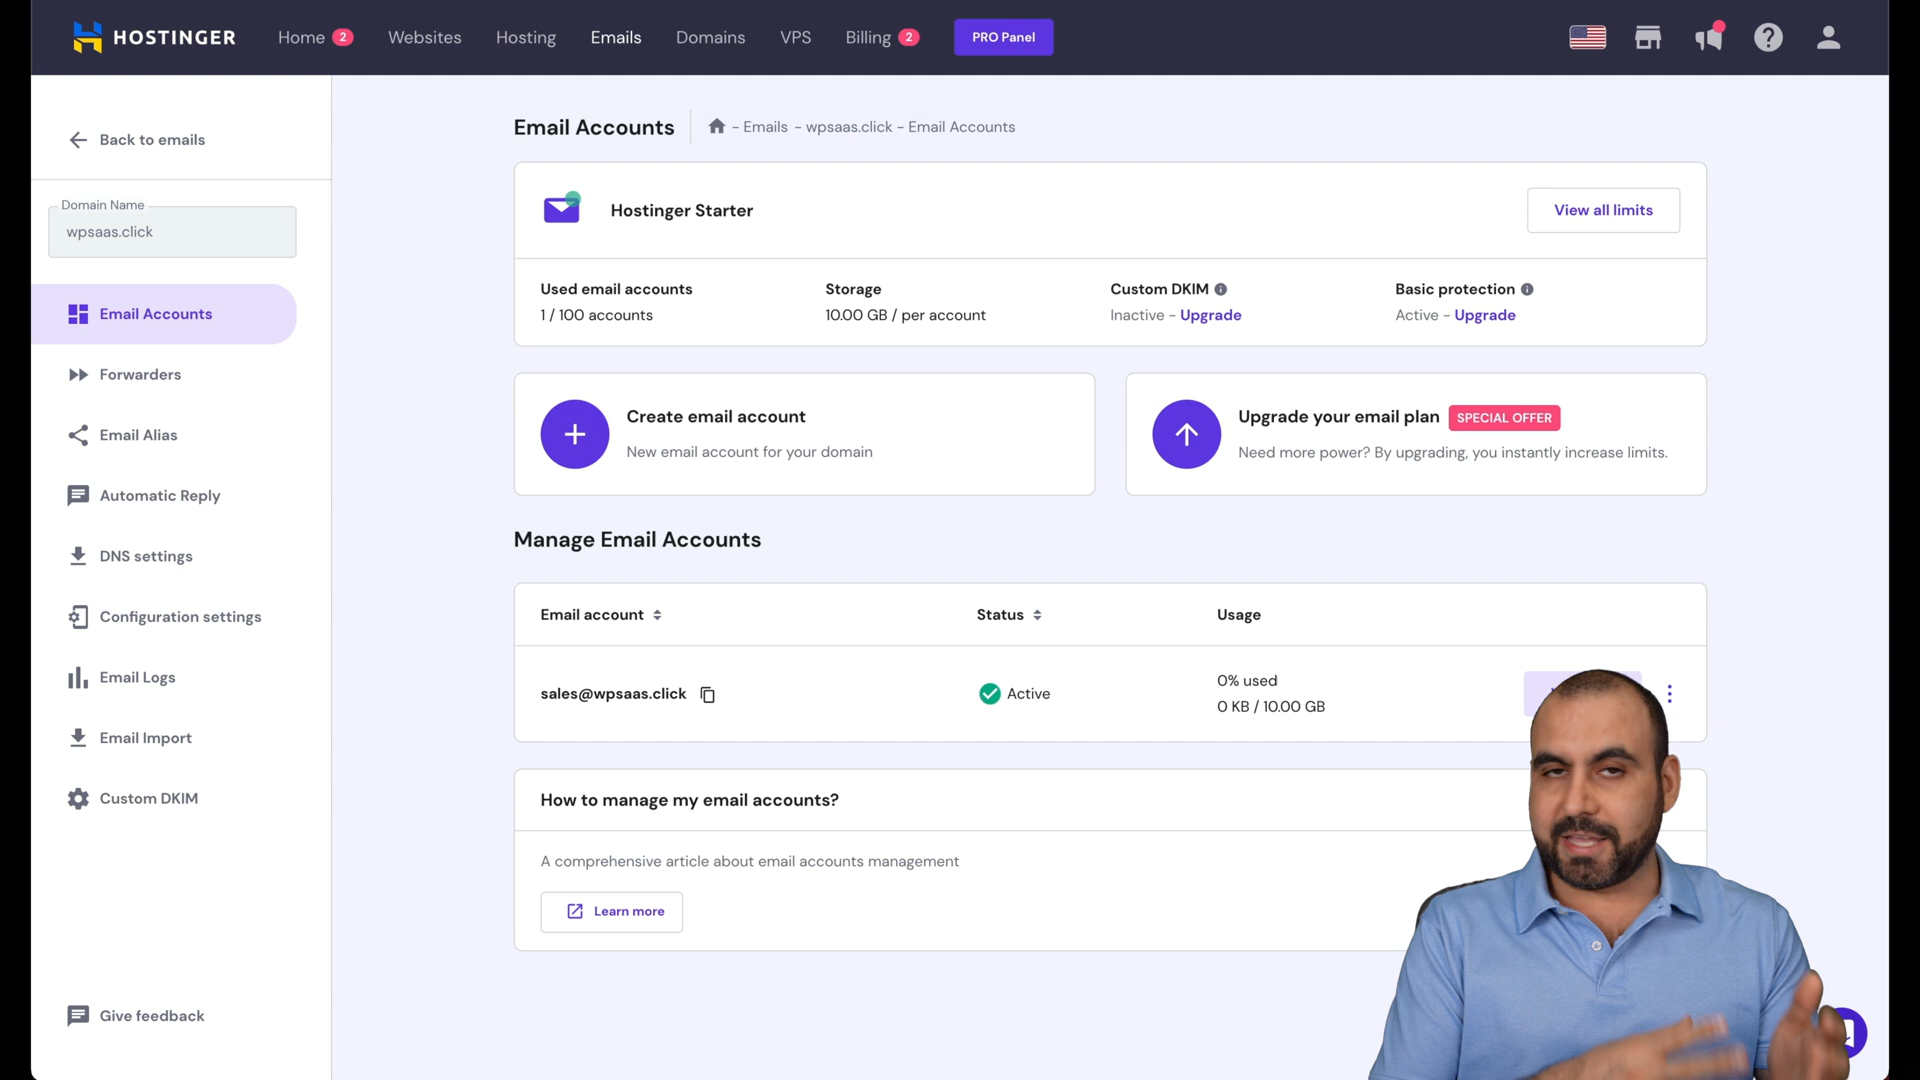 HOSTINGER
Home 2
Websites
Hosting
Emails
Domains
VPS
Billing 2
PRO Panel
Back to emails
Domain Name
wpsaas.click
Email Accounts
Forwarders
Email Alias
Automatic Reply
DNS settings
Configuration settings
Email Logs
Email Import
Custom DKIM
Give feedback
Email Accounts
- Emails - wpsaas.click - Email Accounts
Hostinger Starter
View all limits
Used email accounts
1 / 100 accounts
Storage
10.00 GB / per account
Custom DKIM
Inactive - Upgrade
Basic protection
Active - Upgrade
Create email account
New email account for your domain
Upgrade your email plan SPECIAL OFFER
Need more power? By upgrading, you instantly increase limits.
Manage Email Accounts
Email account
Status
Usage
sales@wpsaas.click
Active
0% used
0 KB / 10.00 GB
How to manage my email accounts?
A comprehensive article about email accounts management
Learn more